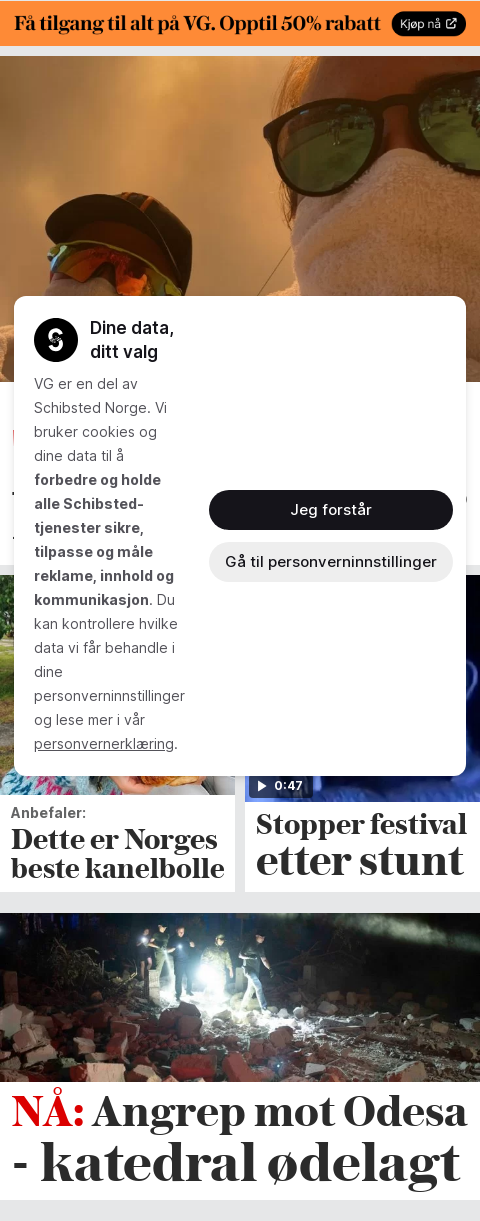 Få tilgang til alt på VG. Opptil 50% rabatt
Kjøp nå
Dine data,
ditt valg
VG er en del av
Schibsted Norge. Vi
bruker cookies og
dine data til å
forbedre og holde
alle Schibsted-
tjenester sikre,
tilpasse og måle
reklame, innhold og
kommunikasjon. Du
kan kontrollere hvilke
data vi får behandle i
dine
personverninnstillinger
og lese mer i vår
personvernerklæring.
Jeg forstår
Gå til personverninnstillinger
0:47
Anbefaler:
Dette er Norges
beste kanelbolle
Stopper festival
etter stunt
NÅ: Angrep mot Odesa
- katedral ødelagt